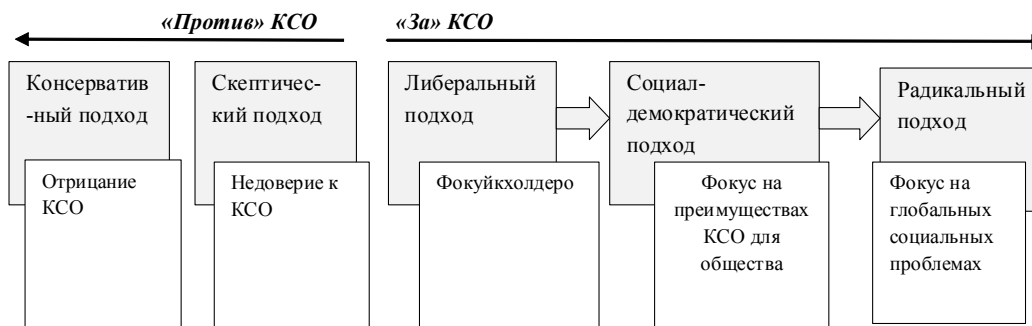 «Против» КСО
«За» КСО
Консерватив
-ный подход
Скептичес-
кий подход
Либеральный
подход
Социал-
демократический
подход
Радикальный
подход
Отрицание
КСО
Недоверие к
КСО
Фокуйкхолдеро
Фокус на
преимуществах
КСО для
общества
Фокус на
глобальных
социальных
проблемах